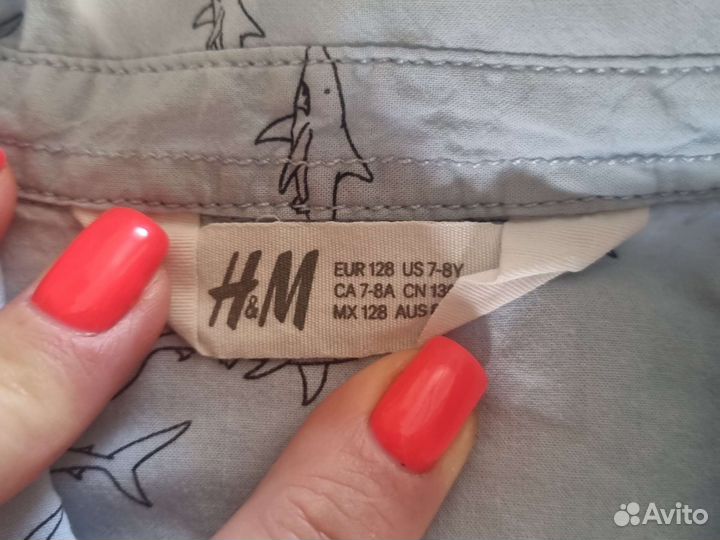 H&M
EUR 128 US 7-8Y
CA 7-8A CN
MX 128 AUS
Avito